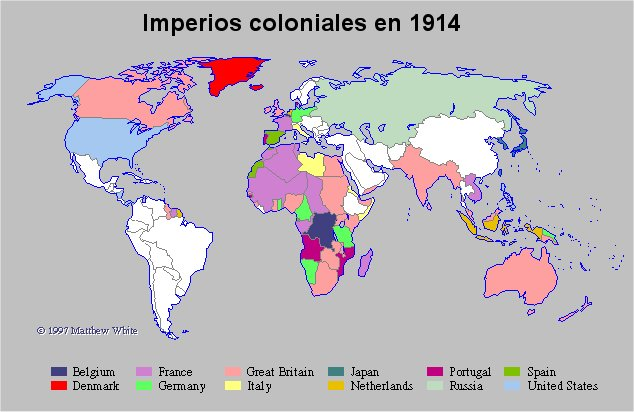 Imperios coloniales en 1914
© 1997 Matthew White
Belgium France Great Britain Japan Portugal Spain
Denmark Germany Italy Netherlands Russia United States